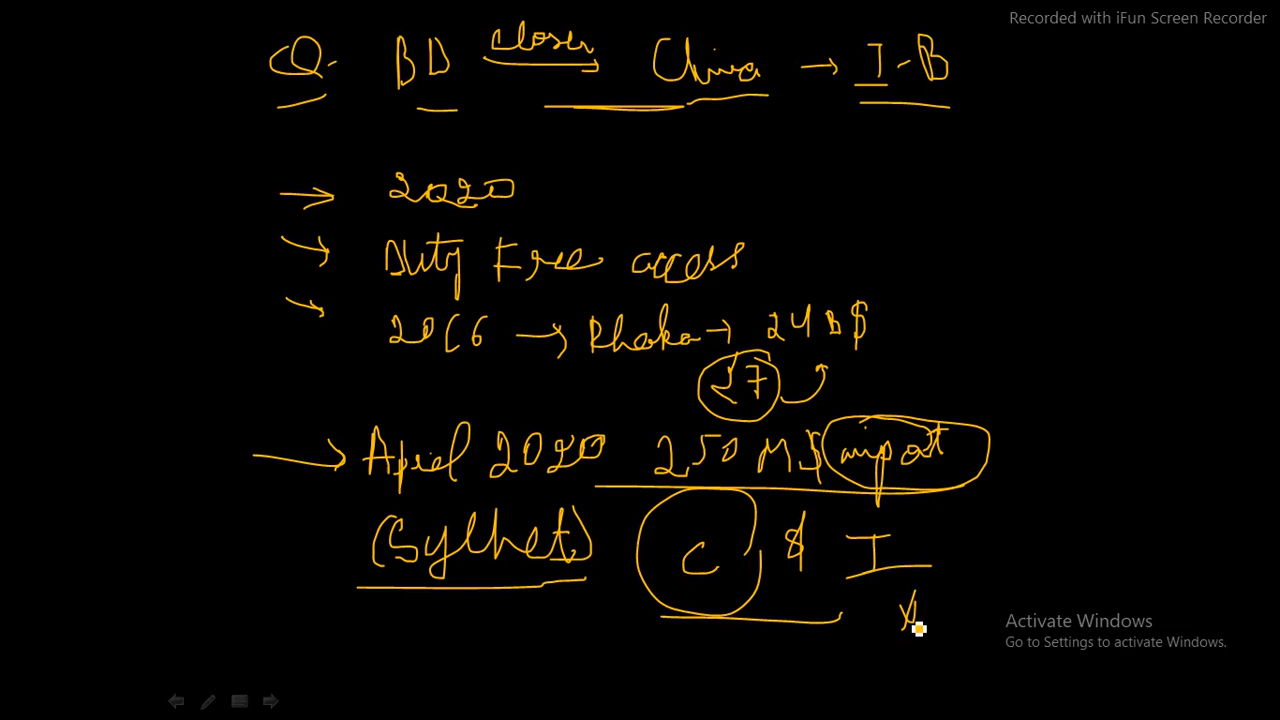 Recorded with iFun Screen Recorder
Q. BD closer China → I-B
→ 2020
→ Duty Free access
→ 2016 → Dhaka → 24 B $
27
→ April 2020 250 M$ import
(Sylhet) C $ I
Activate Windows
Go to Settings to activate Windows.